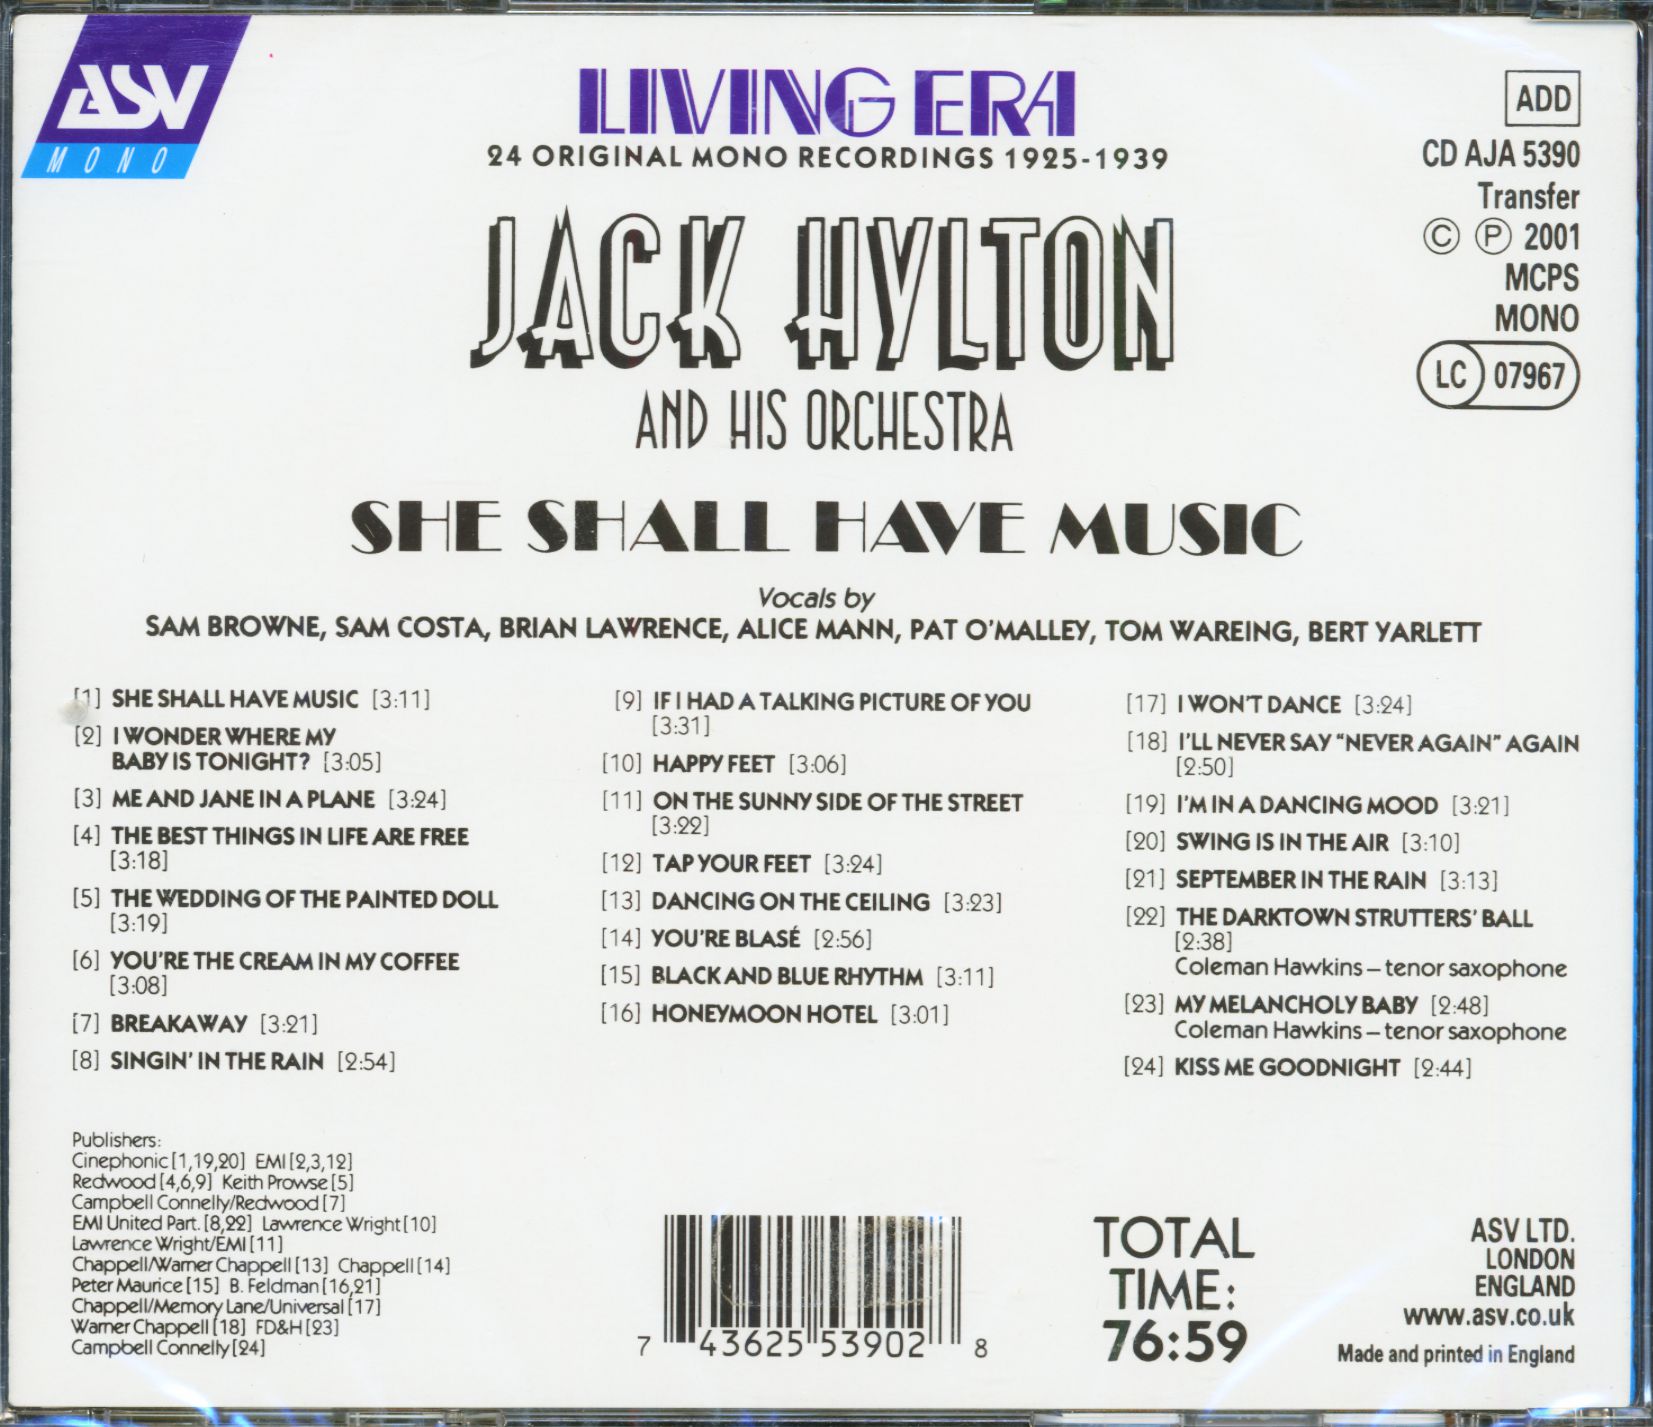 ASV
MONO
LIVING ERA
24 ORIGINAL MONO RECORDINGS 1925-1939
JACK HYLTON
AND HIS ORCHESTRA
ADD
CD AJA 5390
Transfer
Ⓒ Ⓟ 2001
MCPS
MONO
LC 07967
SHE SHALL HAVE MUSIC
Vocals by
SAM BROWNE, SAM COSTA, BRIAN LAWRENCE, ALICE MANN, PAT O'MALLEY, TOM WAREING, BERT YARLETT
[1] SHE SHALL HAVE MUSIC [3:11]
[2] I WONDER WHERE MY
BABY IS TONIGHT? [3:05]
[3] ME AND JANE IN A PLANE [3:24]
[4] THE BEST THINGS IN LIFE ARE FREE
[3:18]
[5] THE WEDDING OF THE PAINTED DOLL
[3:19]
[6] YOU'RE THE CREAM IN MY COFFEE
[3:08]
[7] BREAKAWAY [3:21]
[8] SINGIN' IN THE RAIN [2:54]
[9] IF I HAD A TALKING PICTURE OF YOU
[3:31]
[10] HAPPY FEET [3:06]
[11] ON THE SUNNY SIDE OF THE STREET
[3:22]
[12] TAP YOUR FEET [3:24]
[13] DANCING ON THE CEILING [3:23]
[14] YOU'RE BLASÉ [2:56]
[15] BLACK AND BLUE RHYTHM [3:11]
[16] HONEYMOON HOTEL [3:01]
[17] I WON'T DANCE [3:24]
[18] I'LL NEVER SAY "NEVER AGAIN" AGAIN
[2:50]
[19] I'M IN A DANCING MOOD [3:21]
[20] SWING IS IN THE AIR [3:10]
[21] SEPTEMBER IN THE RAIN [3:13]
[22] THE DARKTOWN STRUTTERS' BALL
[2:38]
Coleman Hawkins – tenor saxophone
[23] MY MELANCHOLY BABY [2:48]
Coleman Hawkins – tenor saxophone
[24] KISS ME GOODNIGHT [2:44]
Publishers:
Cinephonic [1,19,20] EMI [2,3,12]
Redwood [4,6,9] Keith Prowse [5]
Campbell Connelly/Redwood [7]
EMI United Part. [8,22] Lawrence Wright [10]
Lawrence Wright/EMI [11]
Chappell/Warner Chappell [13] Chappell [14]
Peter Maurice [15] B. Feldman [16,21]
Chappell/Memory Lane/Universal [17]
Warner Chappell [18] FD&H [23]
Campbell Connelly [24]
7 43625 53902 8
TOTAL
TIME:
76:59
ASV LTD.
LONDON
ENGLAND
www.asv.co.uk
Made and printed in England